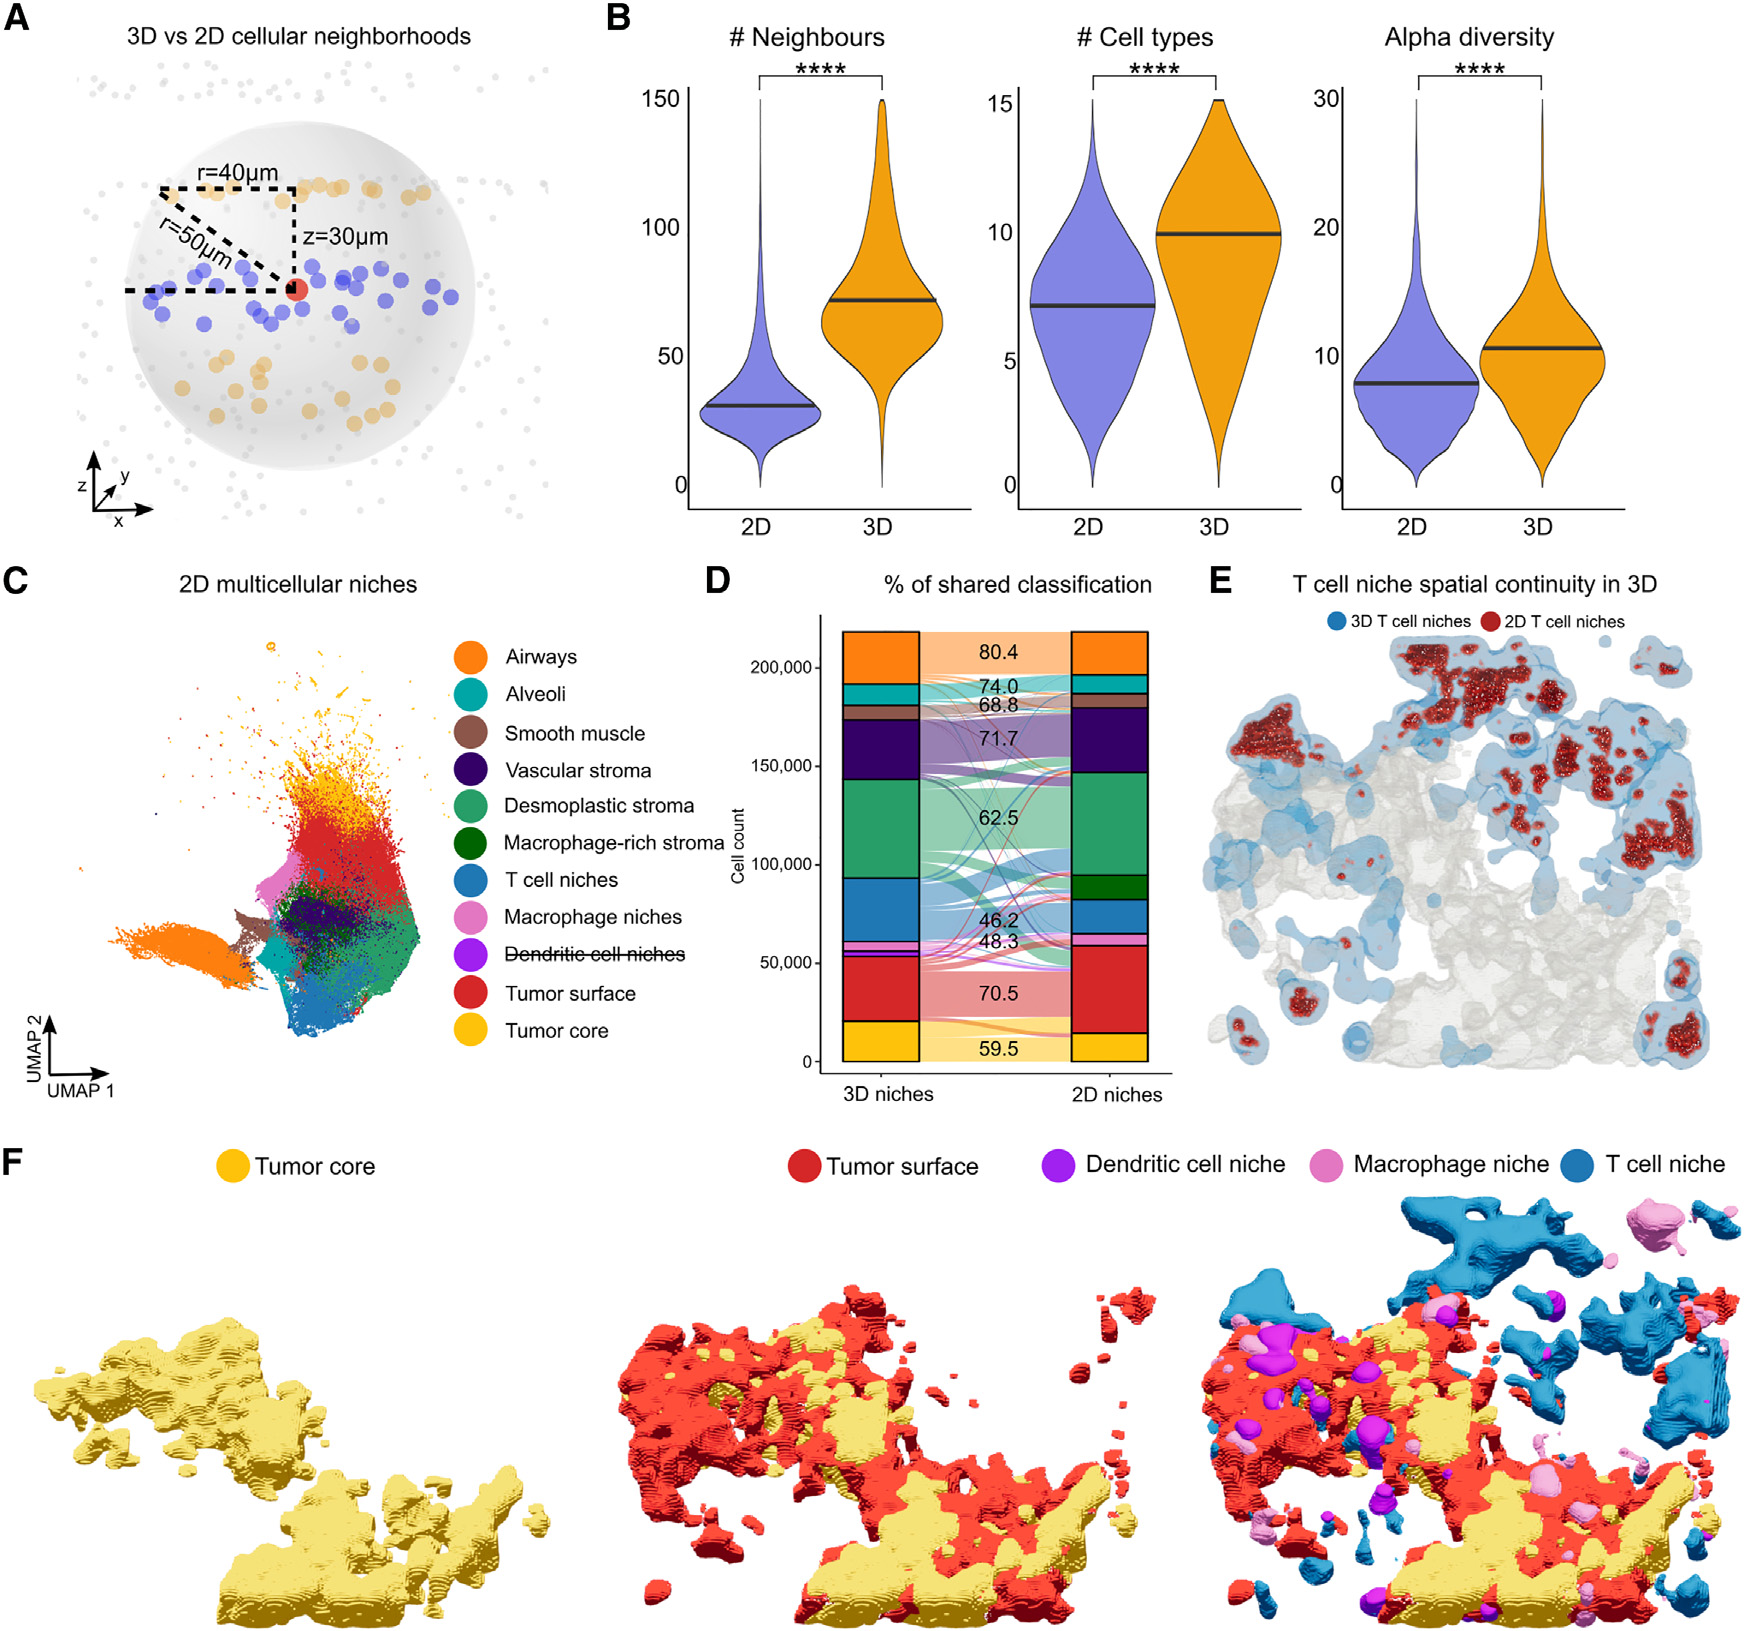 A
3D vs 2D cellular neighborhoods
r=40µm
r=50µm
z=30µm
z
y
x
B
# Neighbours
****
150
100
50
0
2D
3D
# Cell types
****
15
10
5
0
2D
3D
Alpha diversity
****
30
20
10
0
2D
3D
C
2D multicellular niches
Airways
Alveoli
Smooth muscle
Vascular stroma
Desmoplastic stroma
Macrophage-rich stroma
T cell niches
Macrophage niches
Dendritic cell niches
Tumor surface
Tumor core
UMAP 2
UMAP 1
D
% of shared classification
Cell count
200,000
150,000
100,000
50,000
0
80.4
74.0
68.8
71.7
62.5
46.2
48.3
70.5
59.5
3D niches
2D niches
E
T cell niche spatial continuity in 3D
3D T cell niches
2D T cell niches
F
Tumor core
Tumor surface
Dendritic cell niche
Macrophage niche
T cell niche